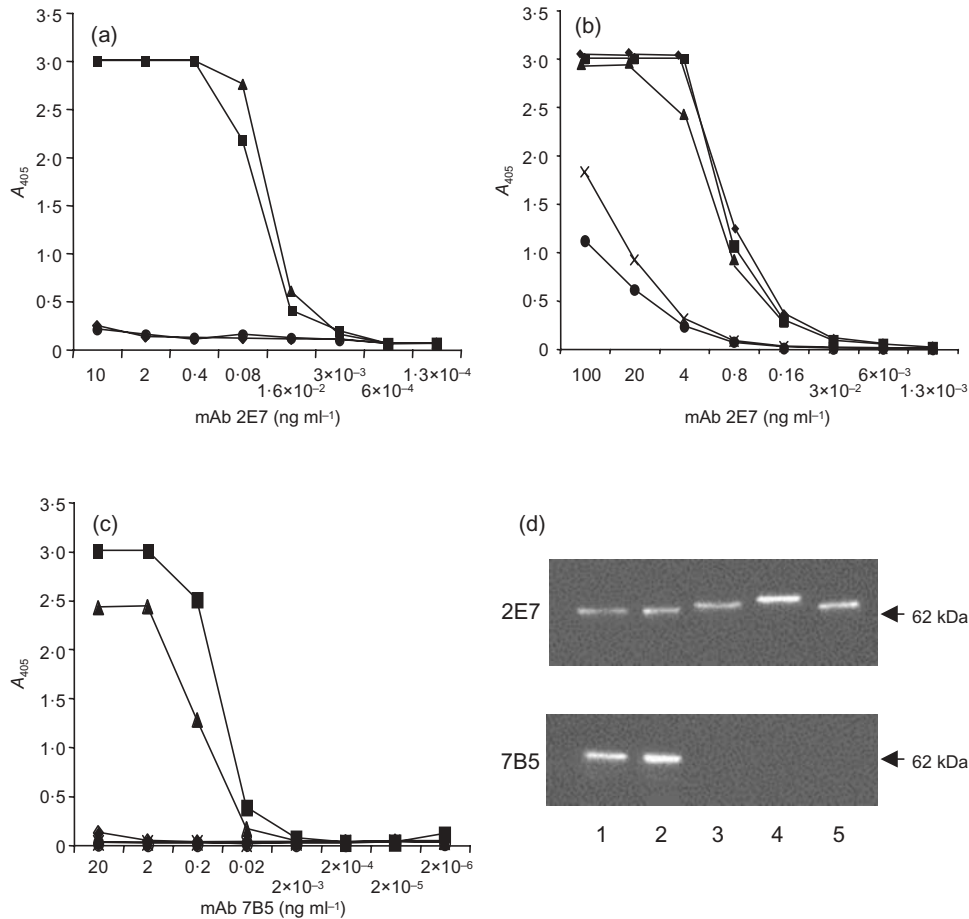 (a)
3·5
3·0
2·5
2·0
1·5
1·0
0·5
0
A405
10 2 0·4 0·08 1·6×10–2 3×10–3 6×10–4 1·3×10–4
mAb 2E7 (ng ml–1)
(b)
3·5
3·0
2·5
2·0
1·5
1·0
0·5
0
A405
100 20 4 0·8 0·16 3×10–2 6×10–3 1·3×10–3
mAb 2E7 (ng ml–1)
(c)
3·5
3·0
2·5
2·0
1·5
1·0
0·5
0
A405
20 2 0·2 0·02 2×10–3 2×10–4 2×10–5 2×10–6
mAb 7B5 (ng ml–1)
(d)
2E7
62 kDa
7B5
62 kDa
1 2 3 4 5